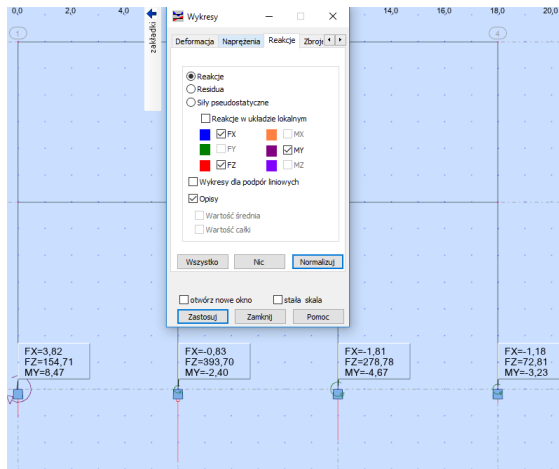 0,0 2,0 4,0 14,0 16,0 18,0 20,0
1
4
zakładki
Wykresy
Deformacja Naprężenia Reakcje Zbroje
Reakcje
Residua
Siły pseudostatyczne
Reakcje w układzie lokalnym
FX MX
FY MY
FZ MZ
Wykresy dla podpór liniowych
Opisy
Wartość średnia
Wartość całki
Wszystko Nic Normalizuj
otwórz nowe okno stała skala
Zastosuj Zamknij Pomoc
FX=3,82
FZ=154,71
MY=8,47
FX=-0,83
FZ=393,70
MY=-2,40
FX=-1,81
FZ=278,78
MY=-4,67
FX=-1,18
FZ=72,81
MY=-3,23